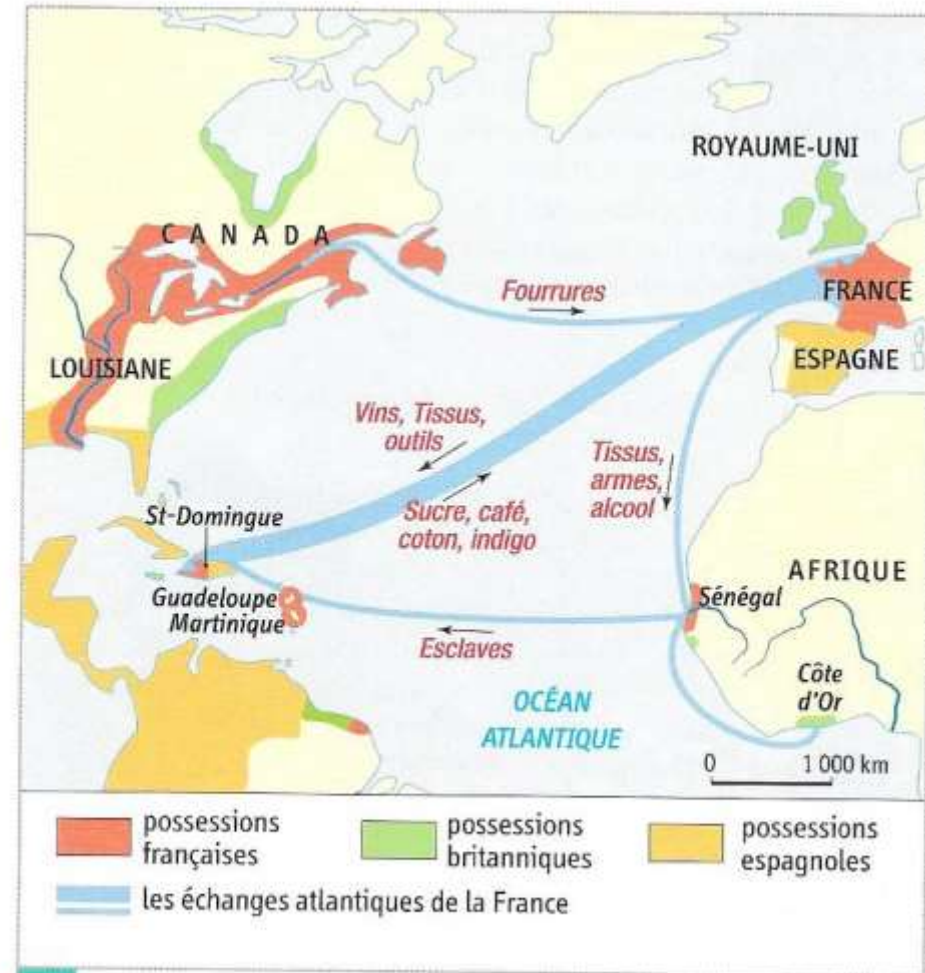 ROYAUME-UNI
CANADA
Fourrures
FRANCE
LOUISIANE
ESPAGNE
Vins, Tissus,
outils
Tissus,
armes,
alcool
St-Domingue
Sucre, café,
coton, indigo
AFRIQUE
Guadeloupe
Martinique
Sénégal
Esclaves
Côte
d'Or
OCÉAN
ATLANTIQUE
0 1 000 km
possessions
françaises
possessions
britanniques
possessions
espagnoles
les échanges atlantiques de la France